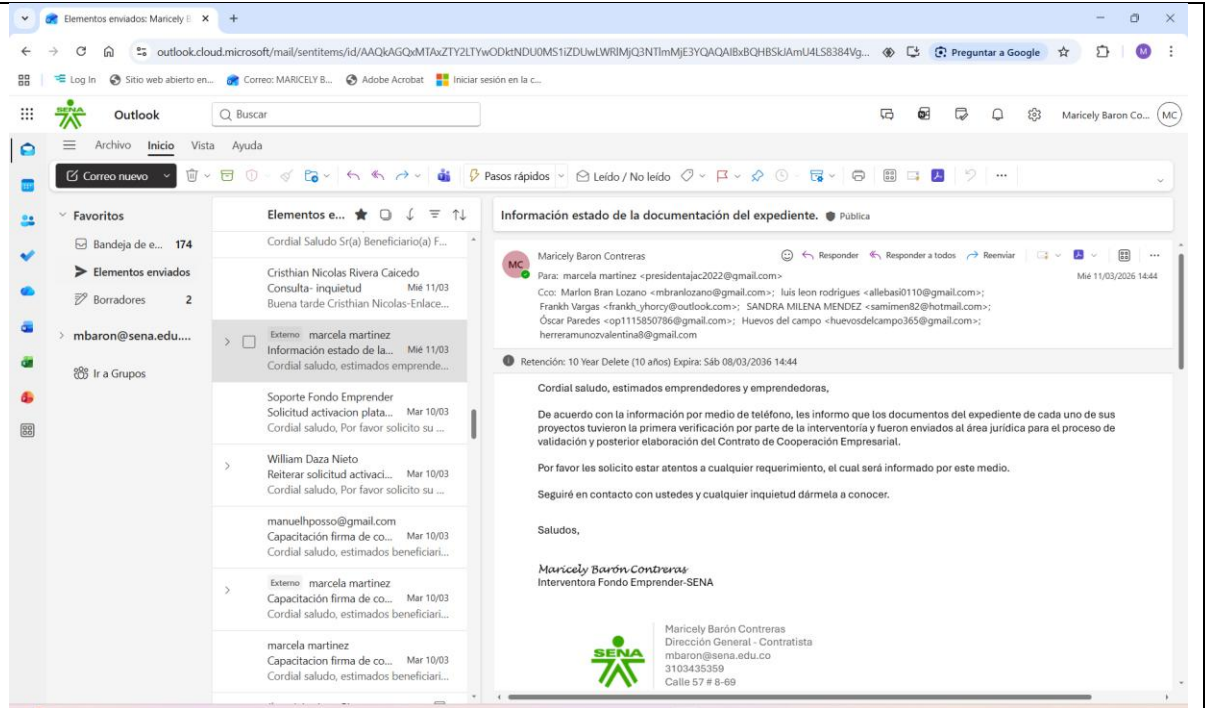 Elementos enviados: Maricely B
outlook.cloud.microsoft/mail/sentitems/id/AAQkAGQxMTAxZTY2LTYwODktNDU0MS1iZDUwLWRlMjQ3NTlmMjE3YQAQAIBxBQHBSkJAmU4LS8384Vg...
Preguntar a Google
M
Log In
Sitio web abierto en...
Correo: MARICELY B...
Adobe Acrobat
Iniciar sesión en la c...
SENA
Outlook
Buscar
Maricely Baron Co...
MC
Archivo
Inicio
Vista
Ayuda
Correo nuevo
Pasos rápidos
Leído / No leído
Favoritos
Bandeja de e... 174
Elementos enviados
Borradores 2
mbaron@sena.edu....
Ir a Grupos
Elementos e...
Cordial Saludo Sr(a) Beneficiario(a) F...
Cristhian Nicolas Rivera Caicedo
Consulta- inquietud Mié 11/03
Buena tarde Cristhian Nicolas-Enlace...
Externo marcela martinez
Información estado de la... Mié 11/03
Cordial saludo, estimados emprende...
Soporte Fondo Emprender
Solicitud activacion plata... Mar 10/03
Cordial saludo, Por favor solicito su ...
William Daza Nieto
Reiterar solicitud activaci... Mar 10/03
Cordial saludo, Por favor solicito su ...
manuelhposso@gmail.com
Capacitación firma de co... Mar 10/03
Cordial saludo, estimados beneficiari...
Externo marcela martinez
Capacitación firma de co... Mar 10/03
Cordial saludo, estimados beneficiari...
marcela martinez
Capacitacion firma de co... Mar 10/03
Cordial saludo, estimados beneficiari...
Información estado de la documentación del expediente. Pública
MC
Maricely Baron Contreras
Responder
Responder a todos
Reenviar
Para: marcela martinez <presidentajac2022@gmail.com>
Mié 11/03/2026 14:44
Cco: Marlon Bran Lozano <mbranlozano@gmail.com>; luis leon rodrigues <allebasi0110@gmail.com>;
Frankh Vargas <frankh_yhorcy@outlook.com>; SANDRA MILENA MENDEZ <samimen82@hotmail.com>;
Óscar Paredes <op1115850786@gmail.com>; Huevos del campo <huevosdelcampo365@gmail.com>;
herreramunozvalentina8@gmail.com
Retención: 10 Year Delete (10 años) Expira: Sáb 08/03/2036 14:44
Cordial saludo, estimados emprendedores y emprendedoras,
De acuerdo con la información por medio de teléfono, les informo que los documentos del expediente de cada uno de sus
proyectos tuvieron la primera verificación por parte de la interventoría y fueron enviados al área jurídica para el proceso de
validación y posterior elaboración del Contrato de Cooperación Empresarial.
Por favor les solicito estar atentos a cualquier requerimiento, el cual será informado por este medio.
Seguiré en contacto con ustedes y cualquier inquietud dármela a conocer.
Saludos,
Maricely Barón Contreras
Interventora Fondo Emprender-SENA
SENA
Maricely Barón Contreras
Dirección General - Contratista
mbaron@sena.edu.co
3103435359
Calle 57 # 8-69